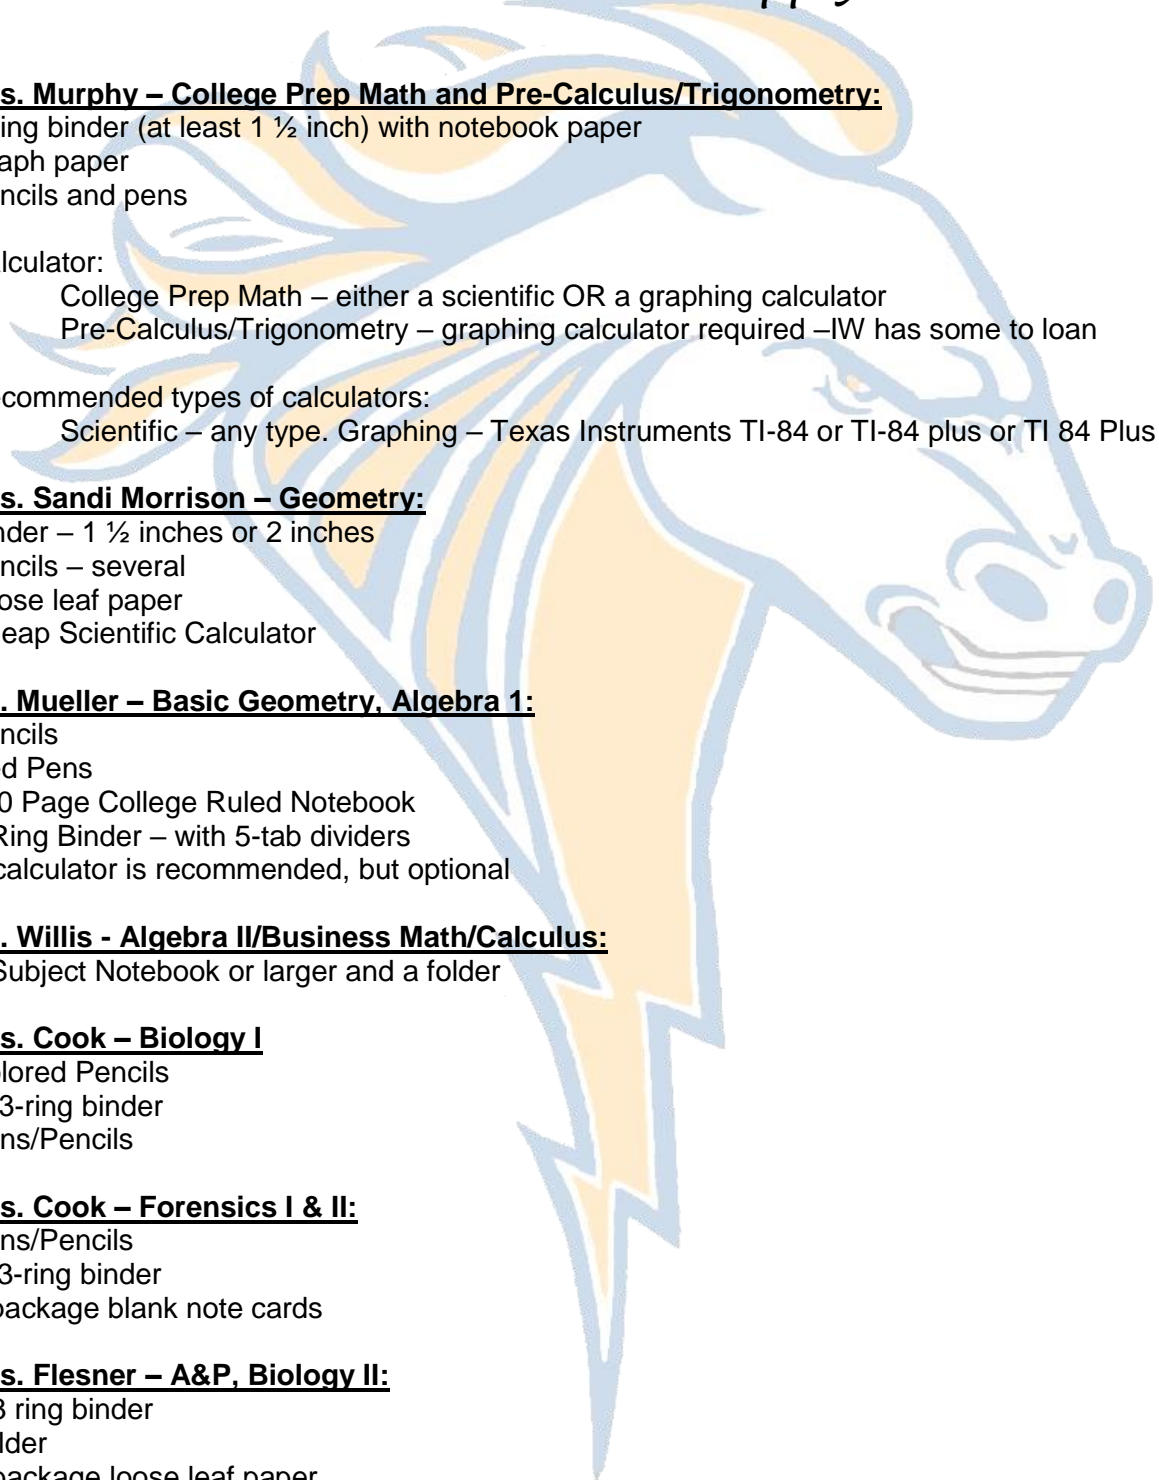 s. Murphy – College Prep Math and Pre-Calculus/Trigonometry:
ing binder (at least 1 ½ inch) with notebook paper
aph paper
ncils and pens
lculator:
College Prep Math – either a scientific OR a graphing calculator
Pre-Calculus/Trigonometry – graphing calculator required –IW has some to loan
commended types of calculators:
Scientific – any type. Graphing – Texas Instruments TI-84 or TI-84 plus or TI 84 Plus
s. Sandi Morrison – Geometry:
nder – 1 ½ inches or 2 inches
ncils – several
ose leaf paper
eap Scientific Calculator
. Mueller – Basic Geometry, Algebra 1:
ncils
d Pens
0 Page College Ruled Notebook
Ring Binder – with 5-tab dividers
calculator is recommended, but optional
. Willis - Algebra II/Business Math/Calculus:
Subject Notebook or larger and a folder
s. Cook – Biology I
lored Pencils
3-ring binder
ns/Pencils
s. Cook – Forensics I & II:
ns/Pencils
3-ring binder
package blank note cards
s. Flesner – A&P, Biology II:
3 ring binder
lder
package loose leaf paper